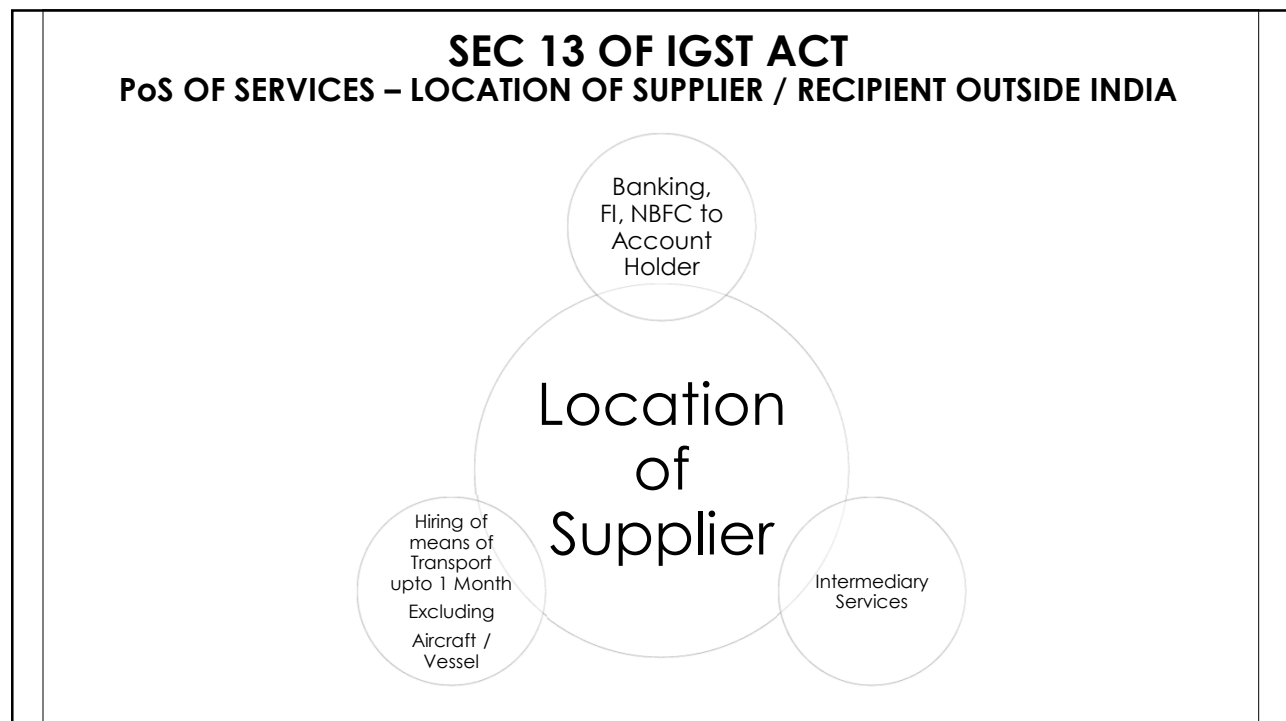 SEC 13 OF IGST ACT
PoS OF SERVICES – LOCATION OF SUPPLIER / RECIPIENT OUTSIDE INDIA
Banking,
FI, NBFC to
Account
Holder
Location
of
Supplier
Hiring of
means of
Transport
upto 1 Month
Excluding
Aircraft /
Vessel
Intermediary
Services